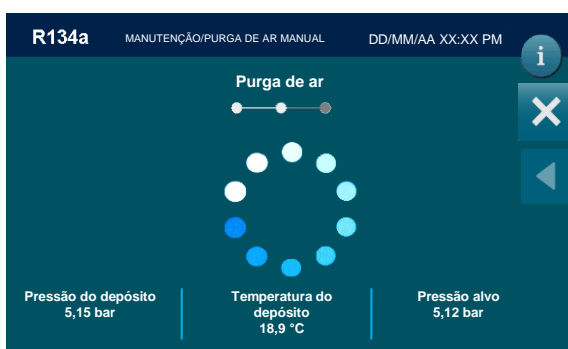 R134a
MANUTENÇÃO/PURGA DE AR MANUAL
DD/MM/AA XX:XX PM
i
Purga de ar
Pressão do depósito
5,15 bar
Temperatura do
depósito
18,9 °C
Pressão alvo
5,12 bar